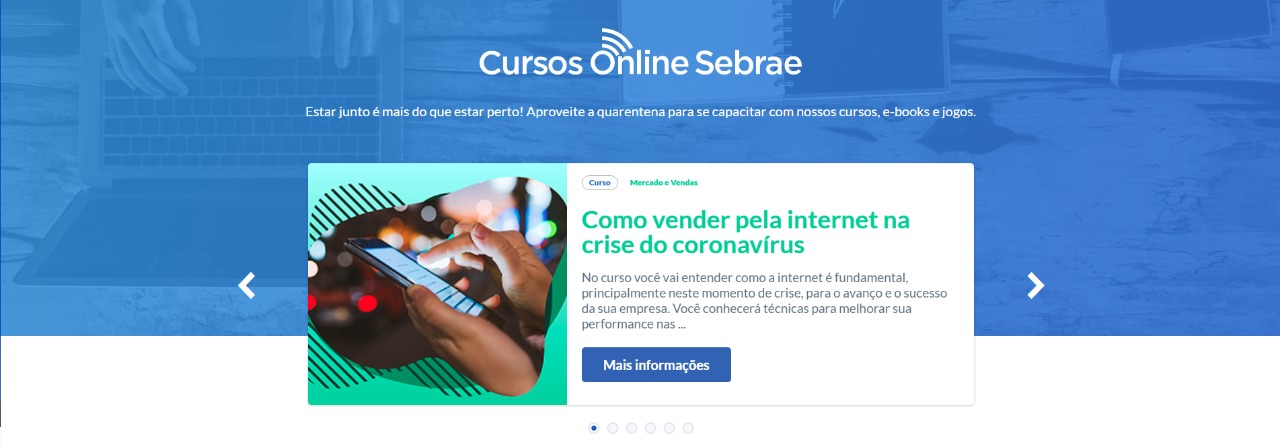 Cursos Online Sebrae
Estar junto é mais do que estar perto! Aproveite a quarentena para se capacitar com nossos cursos, e-books e jogos.
Curso Mercado e Vendas
Como vender pela internet na
crise do coronavírus
No curso você vai entender como a internet é fundamental,
principalmente neste momento de crise, para o avanço e o sucesso
da sua empresa. Você conhecerá técnicas para melhorar sua
performance nas ...
Mais informações